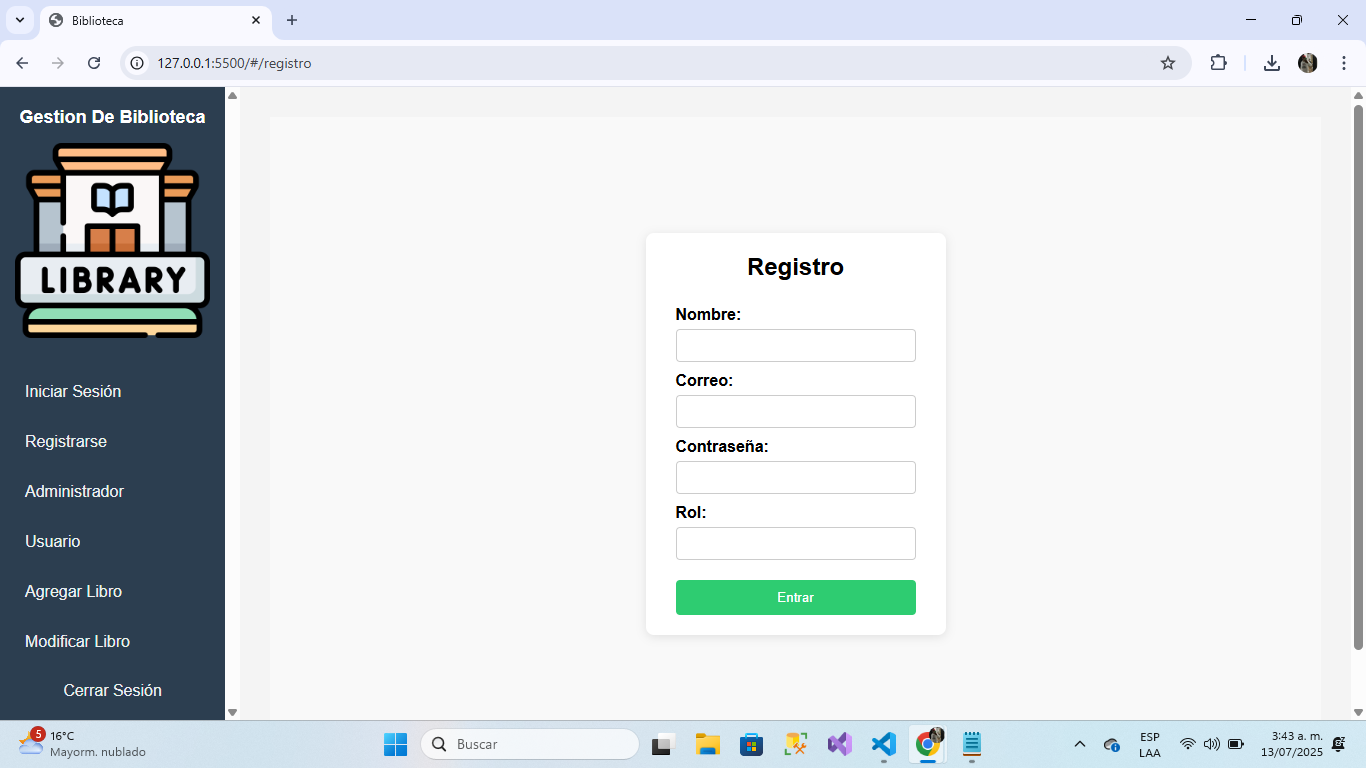 Biblioteca
127.0.0.1:5500/#/registro
Gestion De Biblioteca
LIBRARY
Iniciar Sesión
Registrarse
Administrador
Usuario
Agregar Libro
Modificar Libro
Cerrar Sesión
Registro
Nombre:
Correo:
Contraseña:
Rol:
Entrar
5
16°C
Mayorm. nublado
Buscar
ESP
LAA
3:43 a. m.
13/07/2025